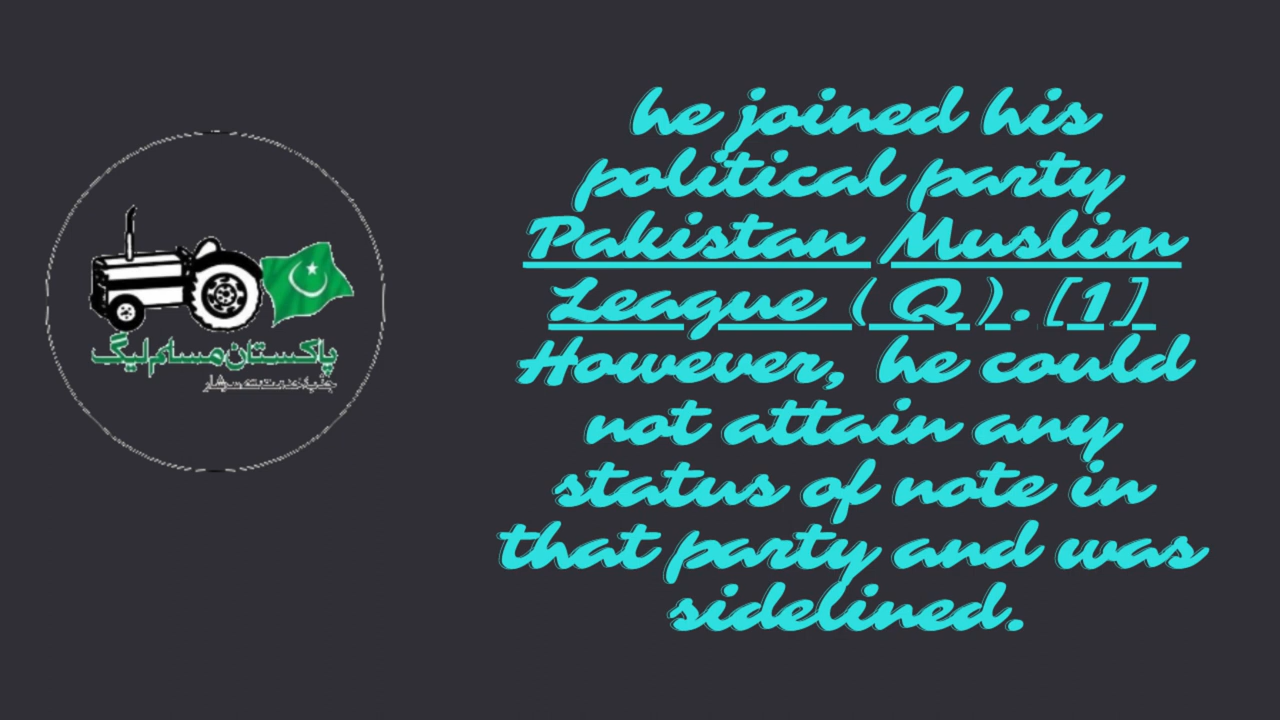 پاکستان مسلم لیگ
he joined his
political party
Pakistan Muslim
League (Q).[1]
However, he could
not attain any
status of note in
that party and was
sidelined.